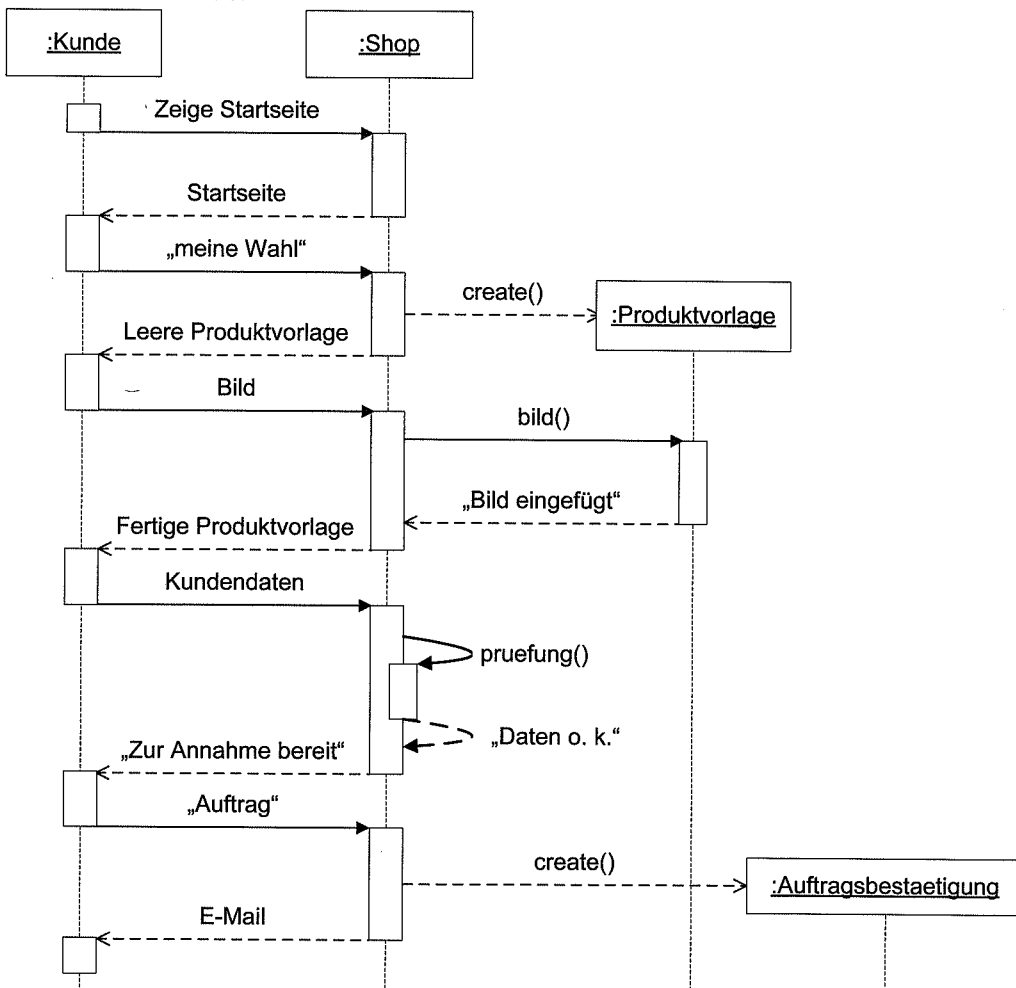 :Kunde
:Shop
Zeige Startseite
Startseite
„meine Wahl“
create()
:Produktvorlage
Leere Produktvorlage
Bild
bild()
„Bild eingefügt“
Fertige Produktvorlage
Kundendaten
pruefung()
„Daten o. k.“
„Zur Annahme bereit“
„Auftrag“
create()
:Auftragsbestaetigung
E-Mail